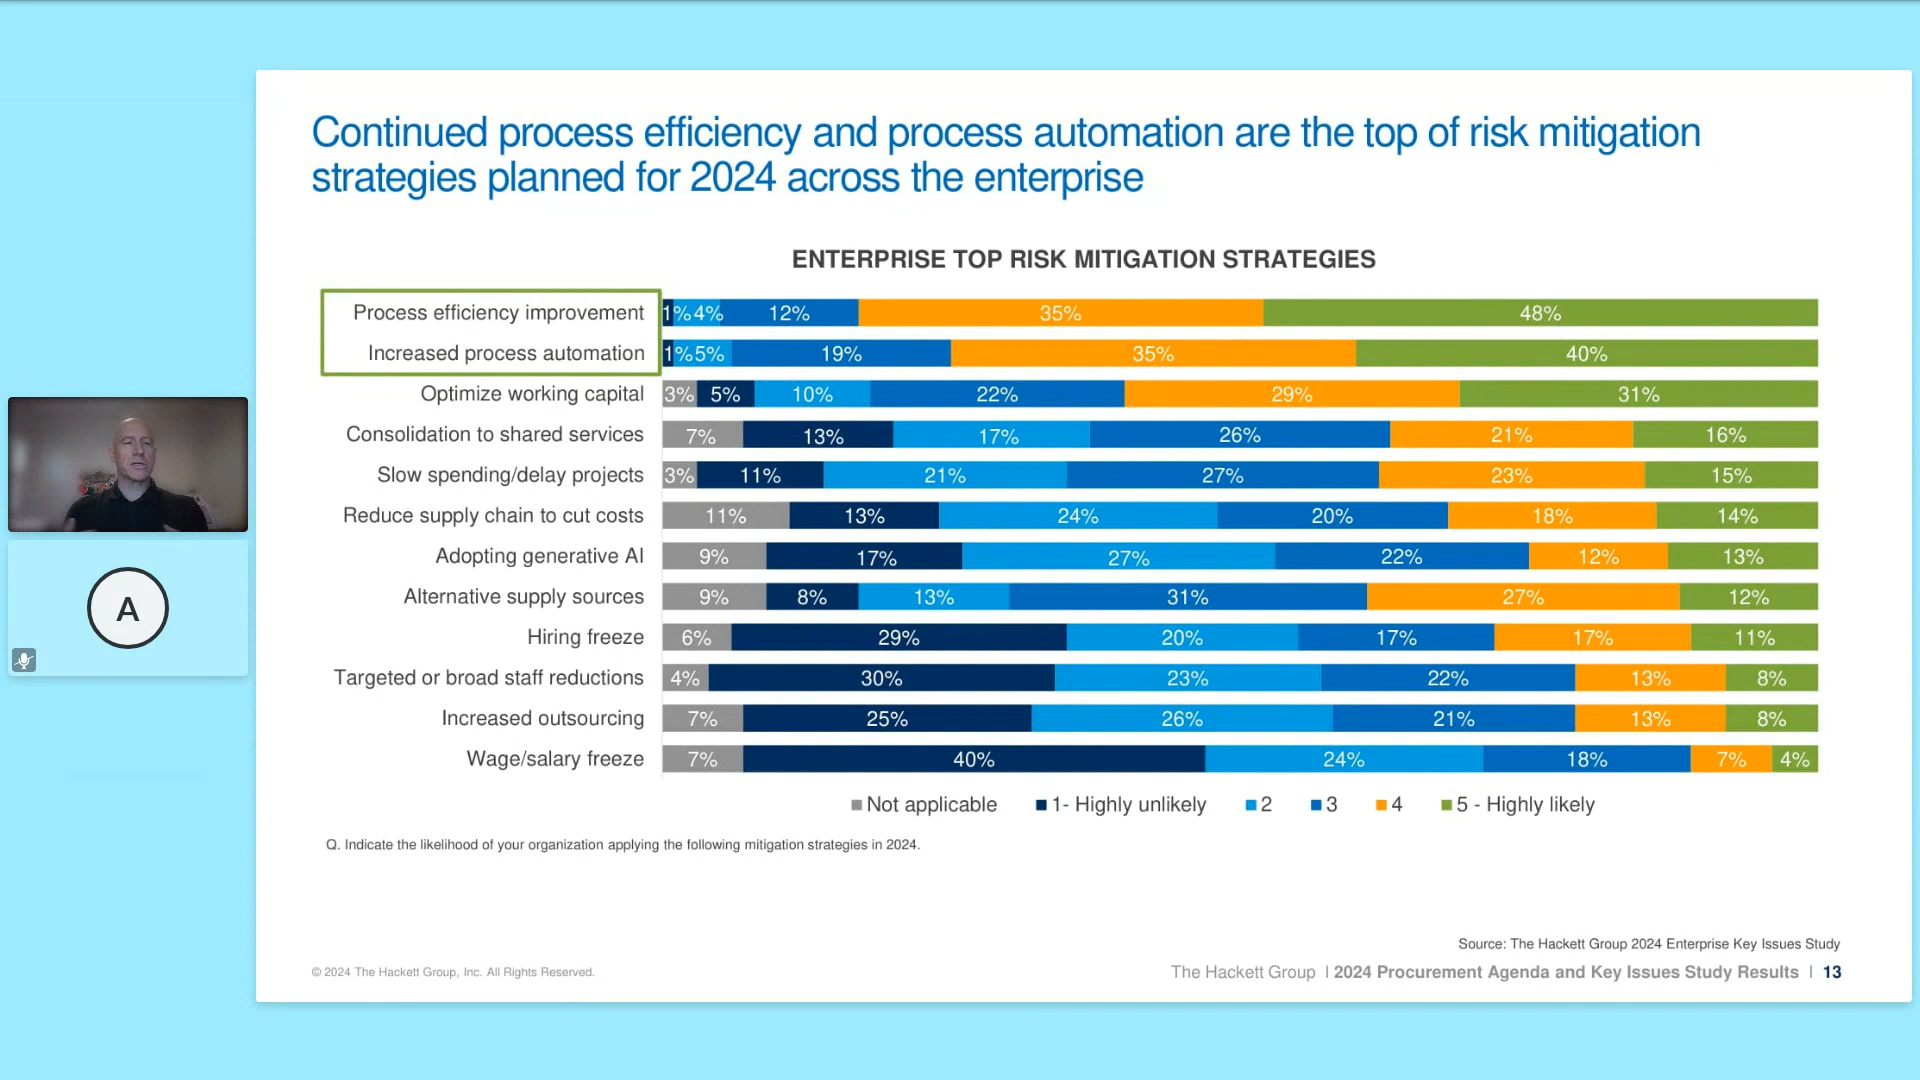 Continued process efficiency and process automation are the top of risk mitigation
strategies planned for 2024 across the enterprise
ENTERPRISE TOP RISK MITIGATION STRATEGIES
Process efficiency improvement 1% 4% 12% 35% 48%
Increased process automation 1% 5% 19% 35% 40%
Optimize working capital 3% 5% 10% 22% 29% 31%
Consolidation to shared services 7% 13% 17% 26% 21% 16%
Slow spending/delay projects 3% 11% 21% 27% 23% 15%
Reduce supply chain to cut costs 11% 13% 24% 20% 18% 14%
Adopting generative AI 9% 17% 27% 22% 12% 13%
Alternative supply sources 9% 8% 13% 31% 27% 12%
Hiring freeze 6% 29% 20% 17% 17% 11%
Targeted or broad staff reductions 4% 30% 23% 22% 13% 8%
Increased outsourcing 7% 25% 26% 21% 13% 8%
Wage/salary freeze 7% 40% 24% 18% 7% 4%
Not applicable 1- Highly unlikely 2 3 4 5 - Highly likely
Q. Indicate the likelihood of your organization applying the following mitigation strategies in 2024.
Source: The Hackett Group 2024 Enterprise Key Issues Study
© 2024 The Hackett Group, Inc. All Rights Reserved.
The Hackett Group | 2024 Procurement Agenda and Key Issues Study Results | 13
A